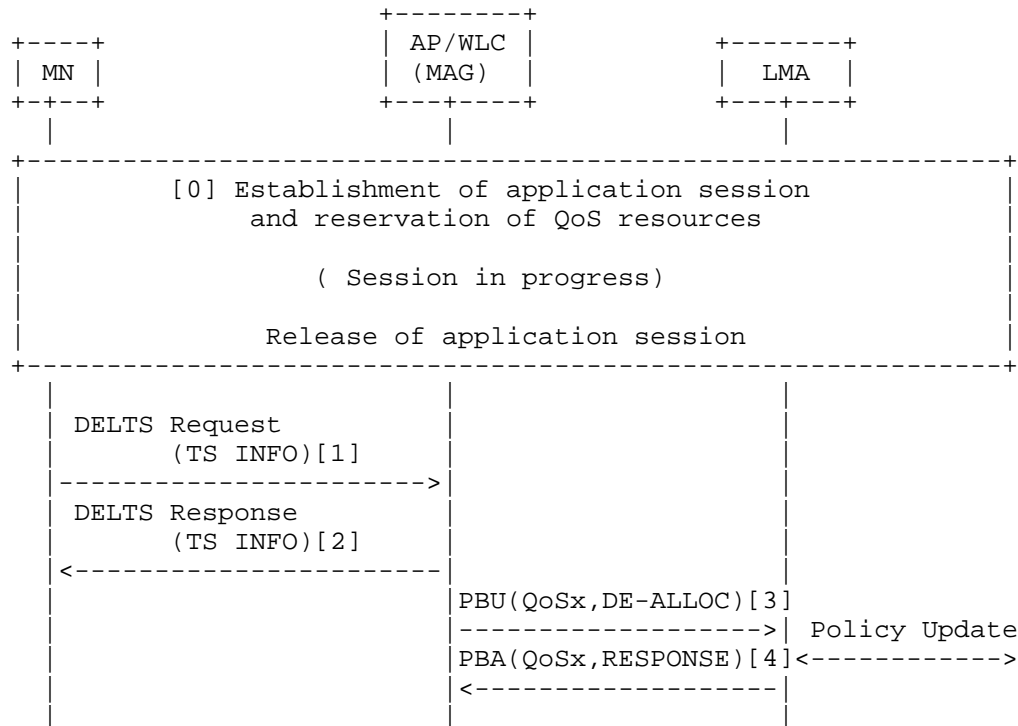 AP/WLC
MN (MAG) LMA
[0] Establishment of application session
and reservation of QoS resources
( Session in progress)
Release of application session
DELTS Request
(TS INFO)[1]
DELTS Response
(TS INFO)[2]
PBU(QoSx,DE-ALLOC)[3]
Policy Update
PBA(QoSx,RESPONSE)[4]